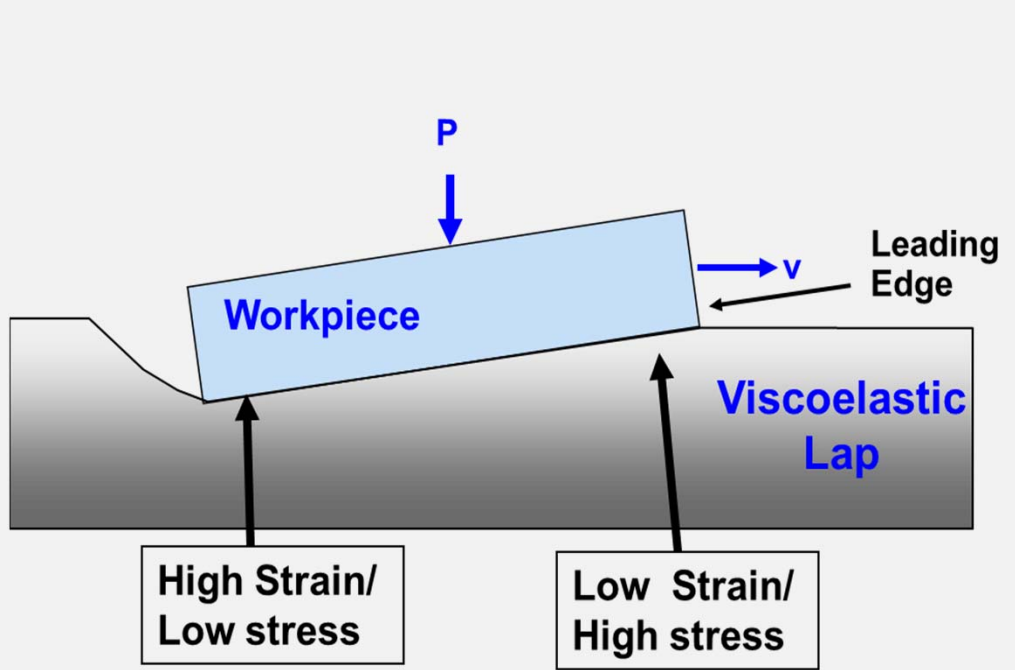 P
v
Leading
Edge
Workpiece
Viscoelastic
Lap
High Strain/
Low stress
Low Strain/
High stress